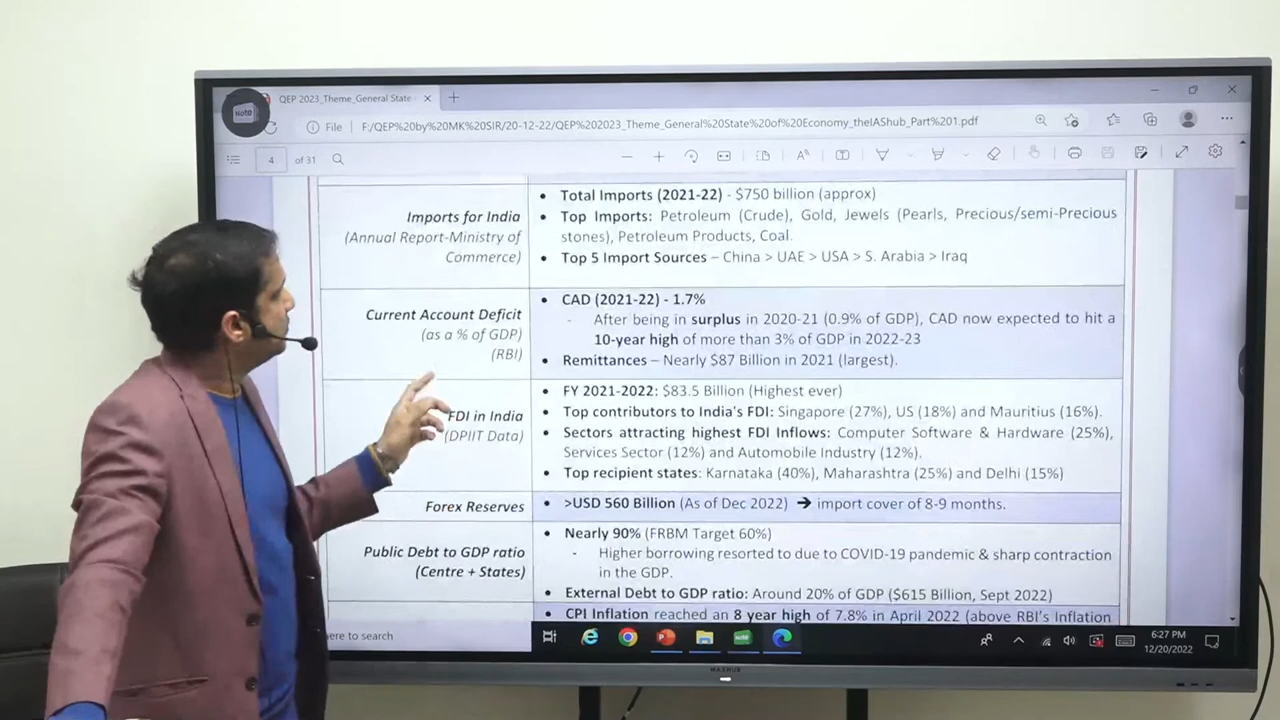 QEP 2023_Theme_General State
Note
File F:/QEP%20by%20MK%20SIR/20-12-22/QEP%202023_Theme_General%20State%20of%20Economy_theIAShub_Part%201.pdf
4 of 31
Imports for India
(Annual Report-Ministry of
Commerce)
• Total Imports (2021-22) - $750 billion (approx)
• Top Imports: Petroleum (Crude), Gold, Jewels (Pearls, Precious/semi-Precious
stones), Petroleum Products, Coal.
• Top 5 Import Sources – China > UAE > USA > S. Arabia > Iraq
Current Account Deficit
(as a % of GDP)
(RBI)
• CAD (2021-22) - 1.7%
- After being in surplus in 2020-21 (0.9% of GDP), CAD now expected to hit a
10-year high of more than 3% of GDP in 2022-23
• Remittances – Nearly $87 Billion in 2021 (largest).
FDI in India
(DPIIT Data)
• FY 2021-2022: $83.5 Billion (Highest ever)
• Top contributors to India's FDI: Singapore (27%), US (18%) and Mauritius (16%).
• Sectors attracting highest FDI Inflows: Computer Software & Hardware (25%),
Services Sector (12%) and Automobile Industry (12%).
• Top recipient states: Karnataka (40%), Maharashtra (25%) and Delhi (15%)
Forex Reserves
• >USD 560 Billion (As of Dec 2022) → import cover of 8-9 months.
Public Debt to GDP ratio
(Centre + States)
• Nearly 90% (FRBM Target 60%)
- Higher borrowing resorted to due to COVID-19 pandemic & sharp contraction
in the GDP.
• External Debt to GDP ratio: Around 20% of GDP ($615 Billion, Sept 2022)
• CPI Inflation reached an 8 year high of 7.8% in April 2022 (above RBI's Inflation
ere to search
6:27 PM
12/20/2022
MAXHUB